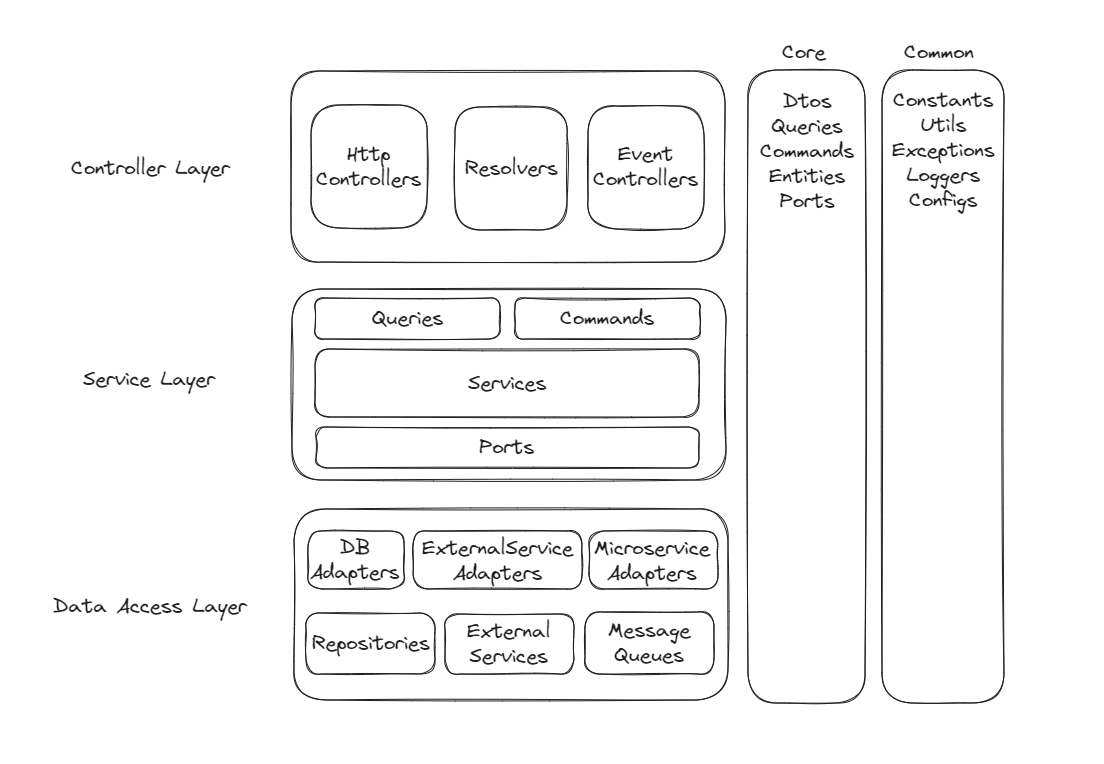 Core
Common
Controller Layer
Http
Controllers
Resolvers
Event
Controllers
Dtos
Queries
Commands
Entities
Ports
Constants
Utils
Exceptions
Loggers
Configs
Service Layer
Queries
Commands
Services
Ports
Data Access Layer
DB
Adapters
ExternalService
Adapters
Microservice
Adapters
Repositories
External
Services
Message
Queues